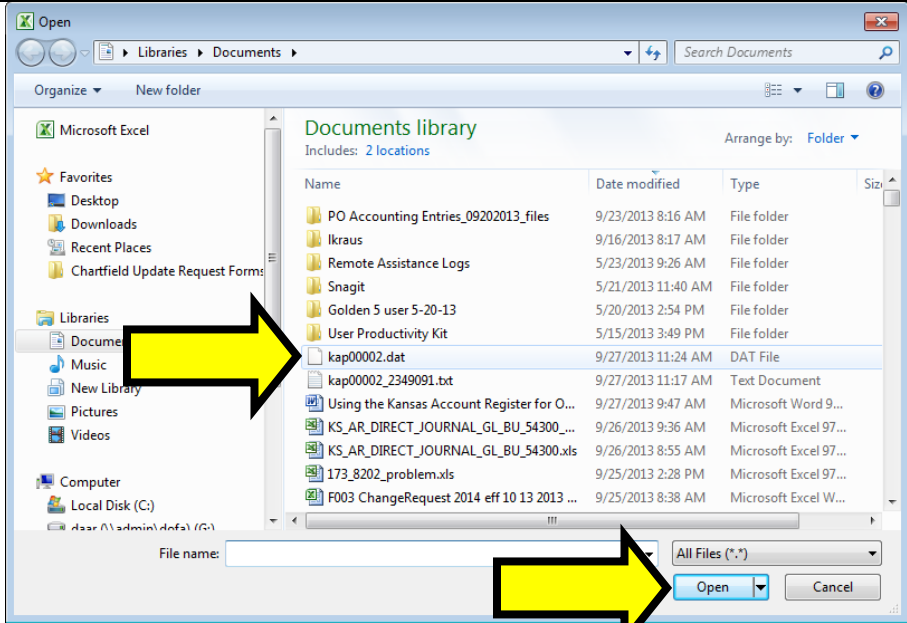 Open
Libraries Documents
Search Documents
Organize New folder
Microsoft Excel
Favorites
Desktop
Downloads
Recent Places
Chartfield Update Request Forms
Libraries
Music
New Library
Pictures
Videos
Computer
Local Disk (C:)
Documents library
Includes: 2 locations
Arrange by: Folder
Name Date modified Type
PO Accounting Entries_09202013_files 9/23/2013 8:16 AM File folder
lkraus 9/16/2013 8:17 AM File folder
Remote Assistance Logs 5/23/2013 9:26 AM File folder
Snagit 5/21/2013 11:40 AM File folder
Golden 5 user 5-20-13 5/20/2013 2:54 PM File folder
User Productivity Kit 5/15/2013 3:49 PM File folder
kap00002.dat 9/27/2013 11:24 AM DAT File
kap00002_2349091.txt 9/27/2013 11:17 AM Text Document
Using the Kansas Account Register for O... 9/27/2013 9:47 AM Microsoft Word 9...
KS_AR_DIRECT_JOURNAL_GL_BU_54300_... 9/26/2013 9:36 AM Microsoft Excel 97...
KS_AR_DIRECT_JOURNAL_GL_BU_54300.xls 9/26/2013 8:55 AM Microsoft Excel 97...
173_8202_problem.xls 9/25/2013 2:28 PM Microsoft Excel 97...
F003 ChangeRequest 2014 eff 10 13 2013 ... 9/25/2013 8:38 AM Microsoft Excel W...
File name:
All Files (*.*)
Open Cancel